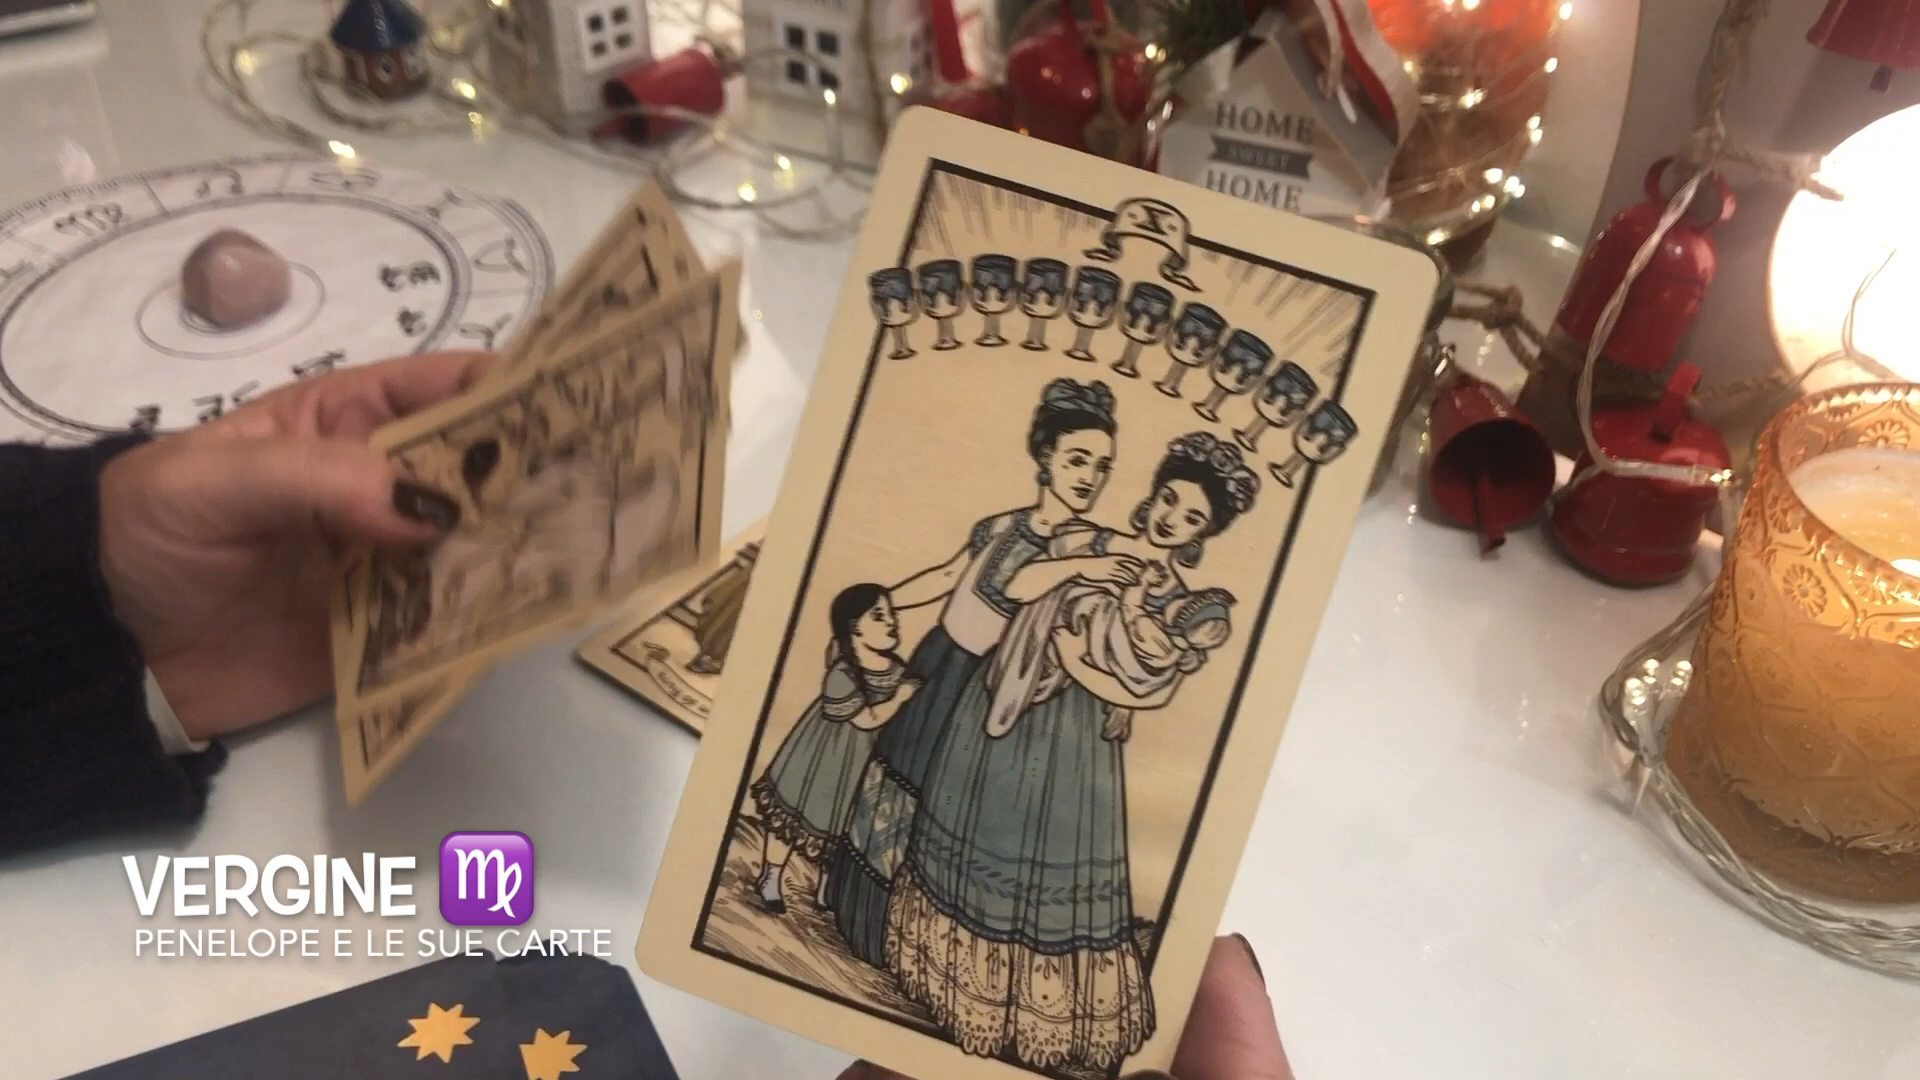 HOME
SWEET
HOME
X
VERGINE ♍
PENELOPE E LE SUE CARTE